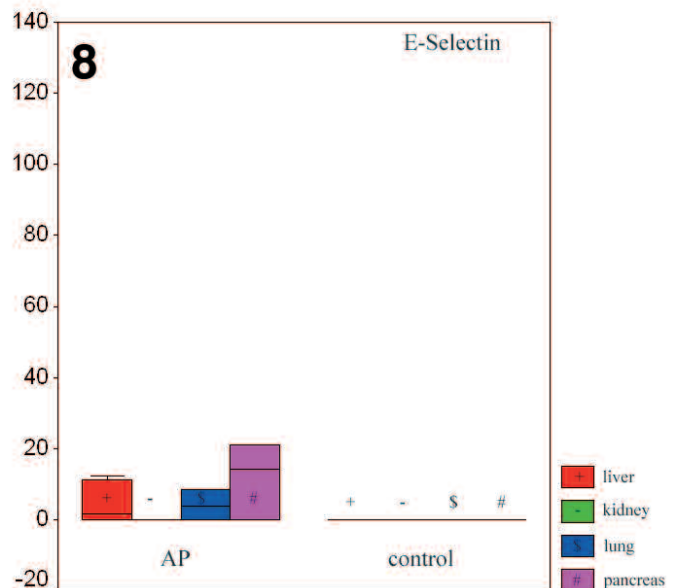 140
8
E-Selectin
120
100
80
60
40
20
+ - $ #
+ - $ #
0
AP
control
-20
+ liver
- kidney
$ lung
# pancreas